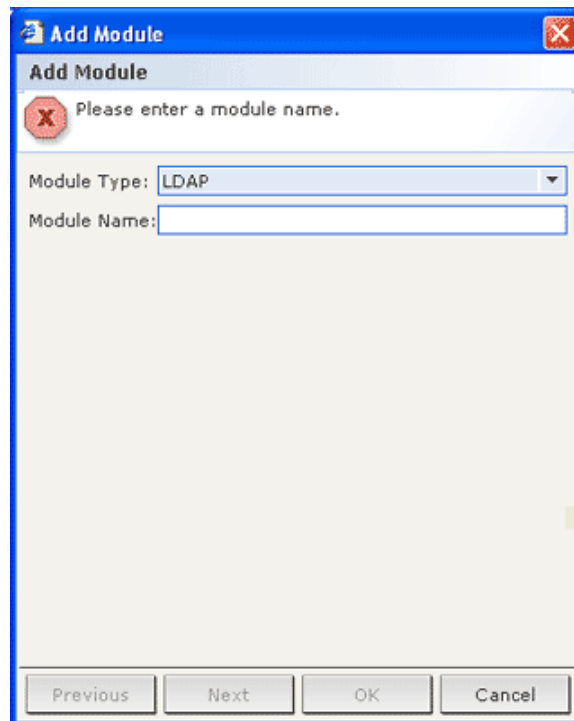 Add Module
Add Module
Please enter a module name.
Module Type: LDAP
Module Name:
Previous Next OK Cancel